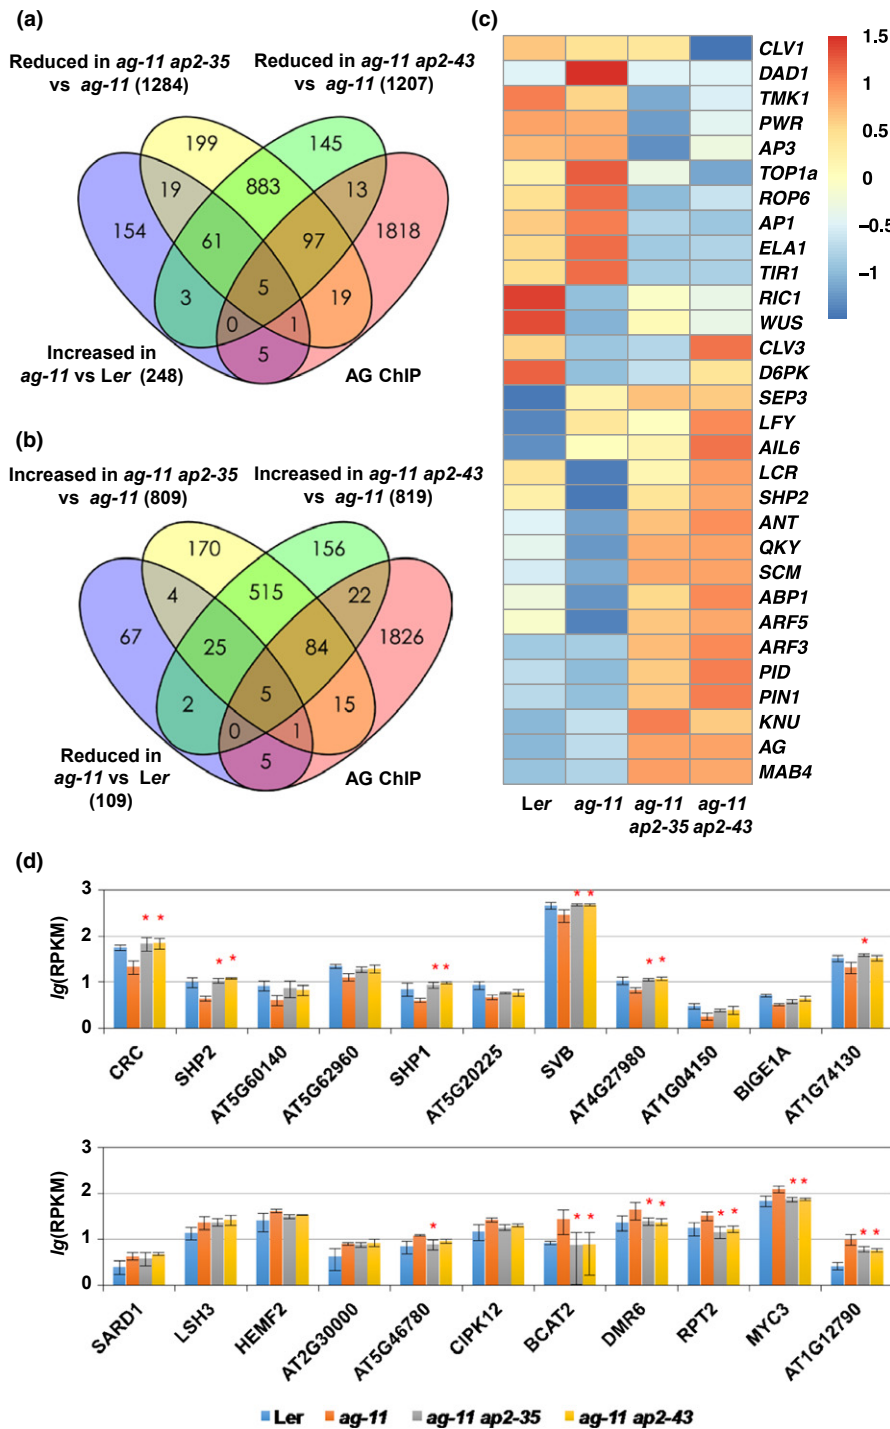 (a)
Reduced in ag-11 ap2-35
vs ag-11 (1284)
Reduced in ag-11 ap2-43
vs ag-11 (1207)
199
145
19
883
13
154
61
97
1818
3
5
19
0
1
5
Increased in
ag-11 vs Ler (248)
AG ChIP
(b)
Increased in ag-11 ap2-35
vs ag-11 (809)
Increased in ag-11 ap2-43
vs ag-11 (819)
170
156
4
515
22
67
25
84
1826
2
5
15
0
1
5
Reduced in
ag-11 vs Ler
(109)
AG ChIP
(c)
CLV1
DAD1
TMK1
PWR
AP3
TOP1a
ROP6
AP1
ELA1
TIR1
RIC1
WUS
CLV3
D6PK
SEP3
LFY
AIL6
LCR
SHP2
ANT
QKY
SCM
ABP1
ARF5
ARF3
PID
PIN1
KNU
AG
MAB4
1.5
1
0.5
0
−0.5
−1
Ler
ag-11
ag-11
ap2-35
ag-11
ap2-43
(d)
lg(RPKM)
3
2
1
0
* *
* *
* *
* *
* *
*
CRC
SHP2
AT5G60140
AT5G62960
SHP1
AT5G20225
SVB
AT4G27980
AT1G04150
BIGE1A
AT1G74130
lg(RPKM)
3
2
1
0
*
* *
* *
* *
* *
* *
SARD1
LSH3
HEMF2
AT2G30000
AT5G46780
CIPK12
BCAT2
DMR6
RPT2
MYC3
AT1G12790
Ler
ag-11
ag-11 ap2-35
ag-11 ap2-43